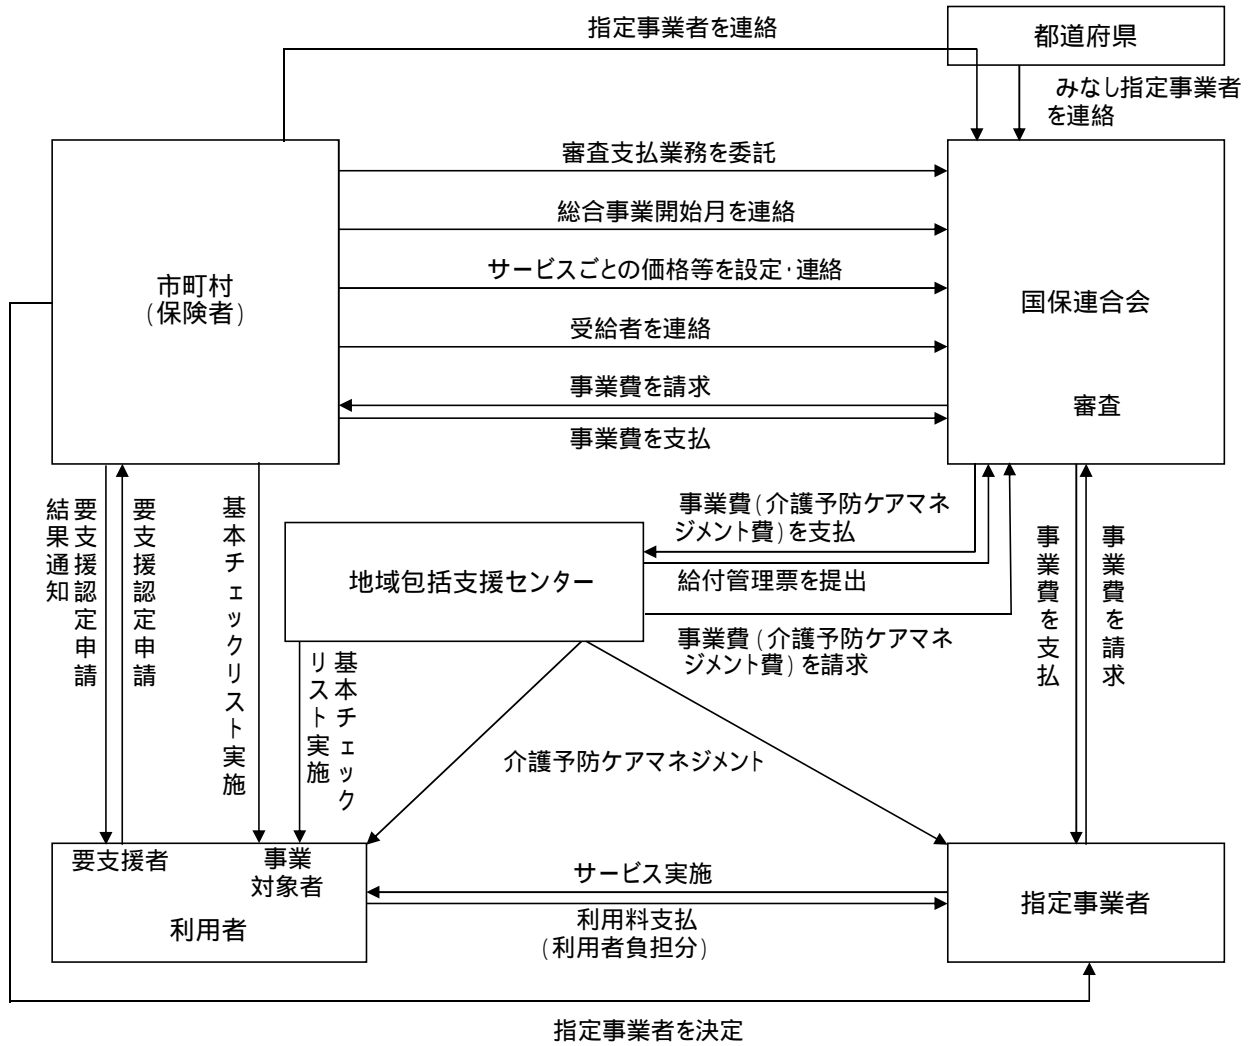 指定事業者を連絡
都道府県
みなし指定事業者
を連絡
審査支払業務を委託
総合事業開始月を連絡
サービスごとの価格等を設定・連絡
市町村
(保険者)
国保連合会
受給者を連絡
事業費を請求
審査
事業費を支払
要支援認定申請
結果通知
要支援認定申請
基本チェックリスト実施
事業費(介護予防ケアマネ
ジメント費)を支払
地域包括支援センター
給付管理票を提出
事業費(介護予防ケアマネ
ジメント費)を請求
事業費を支払
事業費を請求
基本チェック
リスト実施
介護予防ケアマネジメント
要支援者
事業
対象者
利用者
サービス実施
利用料支払
(利用者負担分)
指定事業者
指定事業者を決定